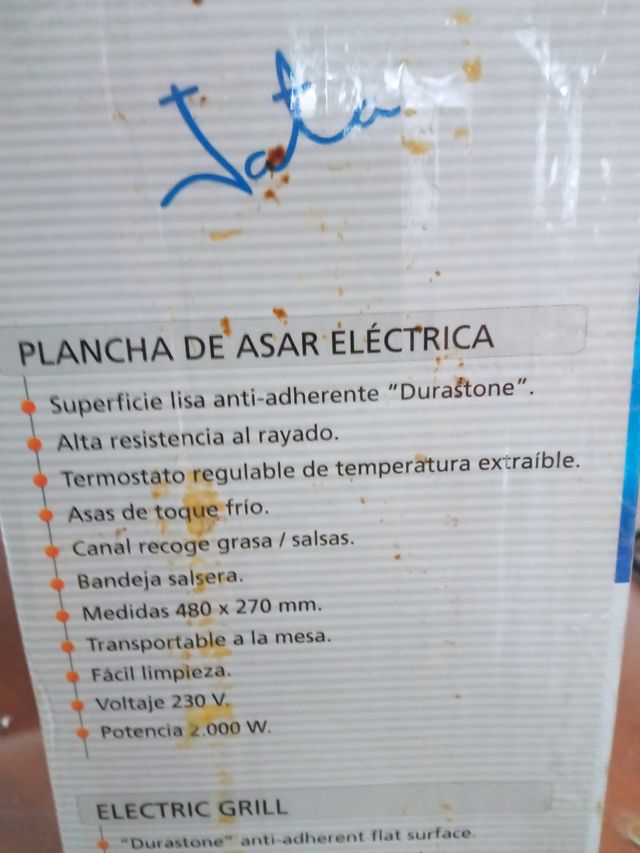 Jata
PLANCHA DE ASAR ELÉCTRICA
Superficie lisa anti-adherente "Durastone".
Alta resistencia al rayado.
Termostato regulable de temperatura extraíble.
Asas de toque frío.
Canal recoge grasa / salsas.
Bandeja salsera.
Medidas 480 x 270 mm.
Transportable a la mesa.
Fácil limpieza.
Voltaje 230 V.
Potencia 2.000 W.
ELECTRIC GRILL
"Durastone" anti-adherent flat surface.